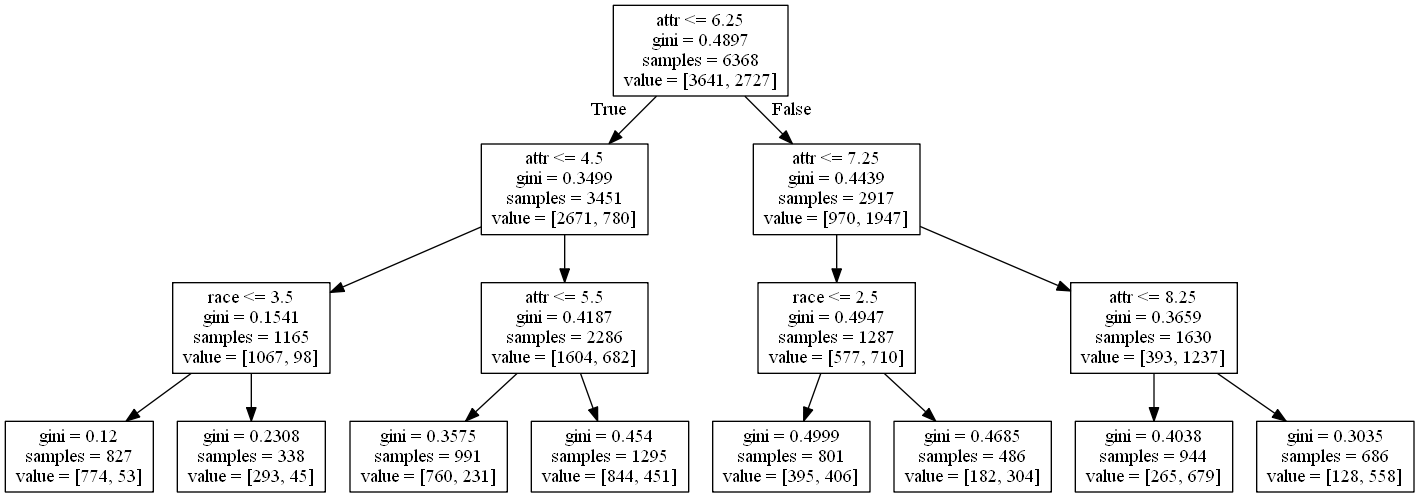 attr <= 6.25
gini = 0.4897
samples = 6368
value = [3641, 2727]
True
False
attr <= 4.5
gini = 0.3499
samples = 3451
value = [2671, 780]
attr <= 7.25
gini = 0.4439
samples = 2917
value = [970, 1947]
race <= 3.5
gini = 0.1541
samples = 1165
value = [1067, 98]
attr <= 5.5
gini = 0.4187
samples = 2286
value = [1604, 682]
race <= 2.5
gini = 0.4947
samples = 1287
value = [577, 710]
attr <= 8.25
gini = 0.3659
samples = 1630
value = [393, 1237]
gini = 0.12
samples = 827
value = [774, 53]
gini = 0.2308
samples = 338
value = [293, 45]
gini = 0.3575
samples = 991
value = [760, 231]
gini = 0.454
samples = 1295
value = [844, 451]
gini = 0.4999
samples = 801
value = [395, 406]
gini = 0.4685
samples = 486
value = [182, 304]
gini = 0.4038
samples = 944
value = [265, 679]
gini = 0.3035
samples = 686
value = [128, 558]